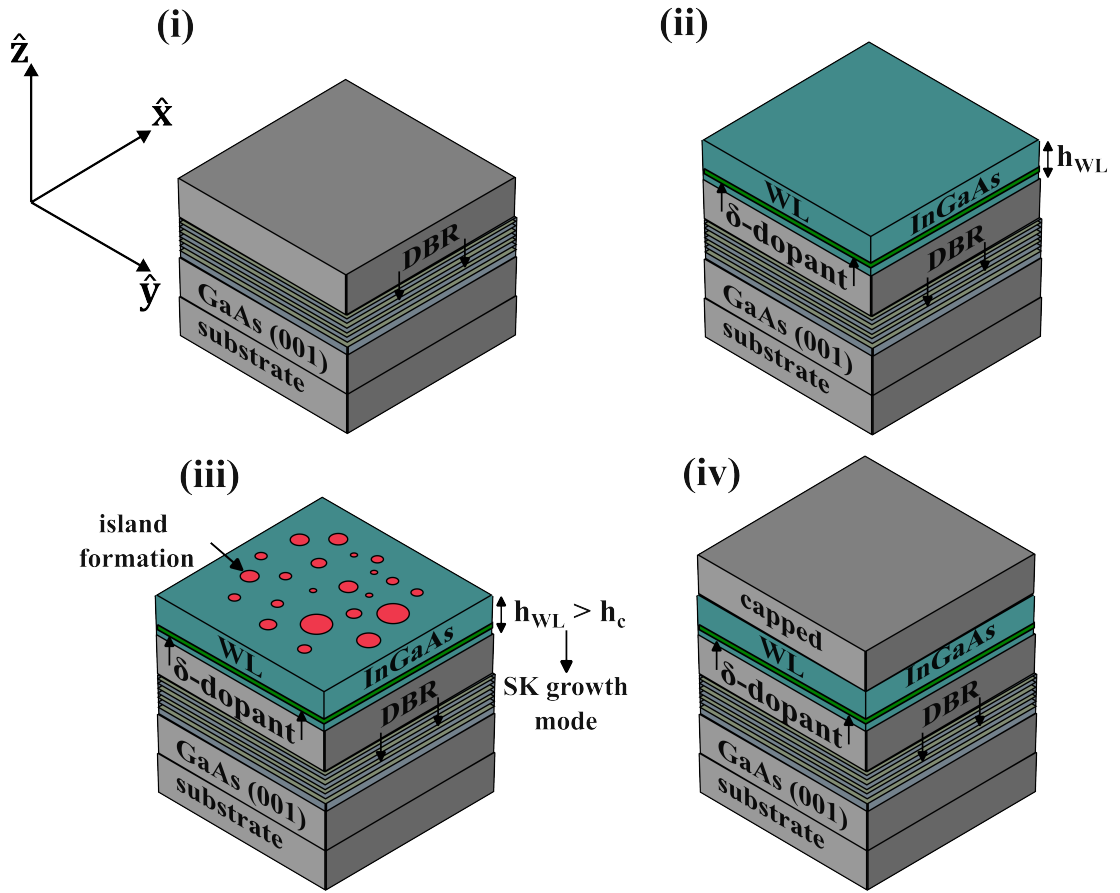 (i)
ẑ
x̂
ŷ
DBR
GaAs (001)
substrate
(ii)
h_WL
WL
InGaAs
δ-dopant
DBR
GaAs (001)
substrate
(iii)
island
formation
h_WL > h_c
SK growth
mode
WL
InGaAs
δ-dopant
DBR
GaAs (001)
substrate
(iv)
capped
WL
InGaAs
δ-dopant
DBR
GaAs (001)
substrate